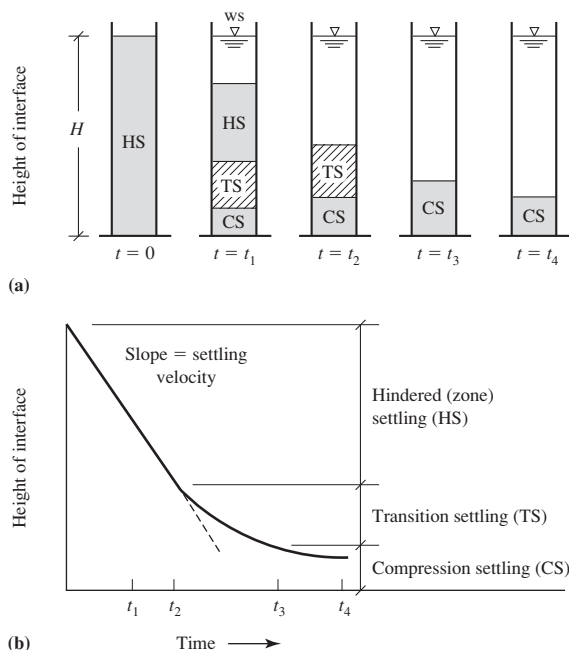 ws
H
HS
HS
TS
CS
TS
CS
CS
CS
Height of interface
t = 0
t = t₁
t = t₂
t = t₃
t = t₄
(a)
Slope = settling
velocity
Hindered (zone)
settling (HS)
Transition settling (TS)
Compression settling (CS)
Height of interface
t₁
t₂
t₃
t₄
(b)
Time